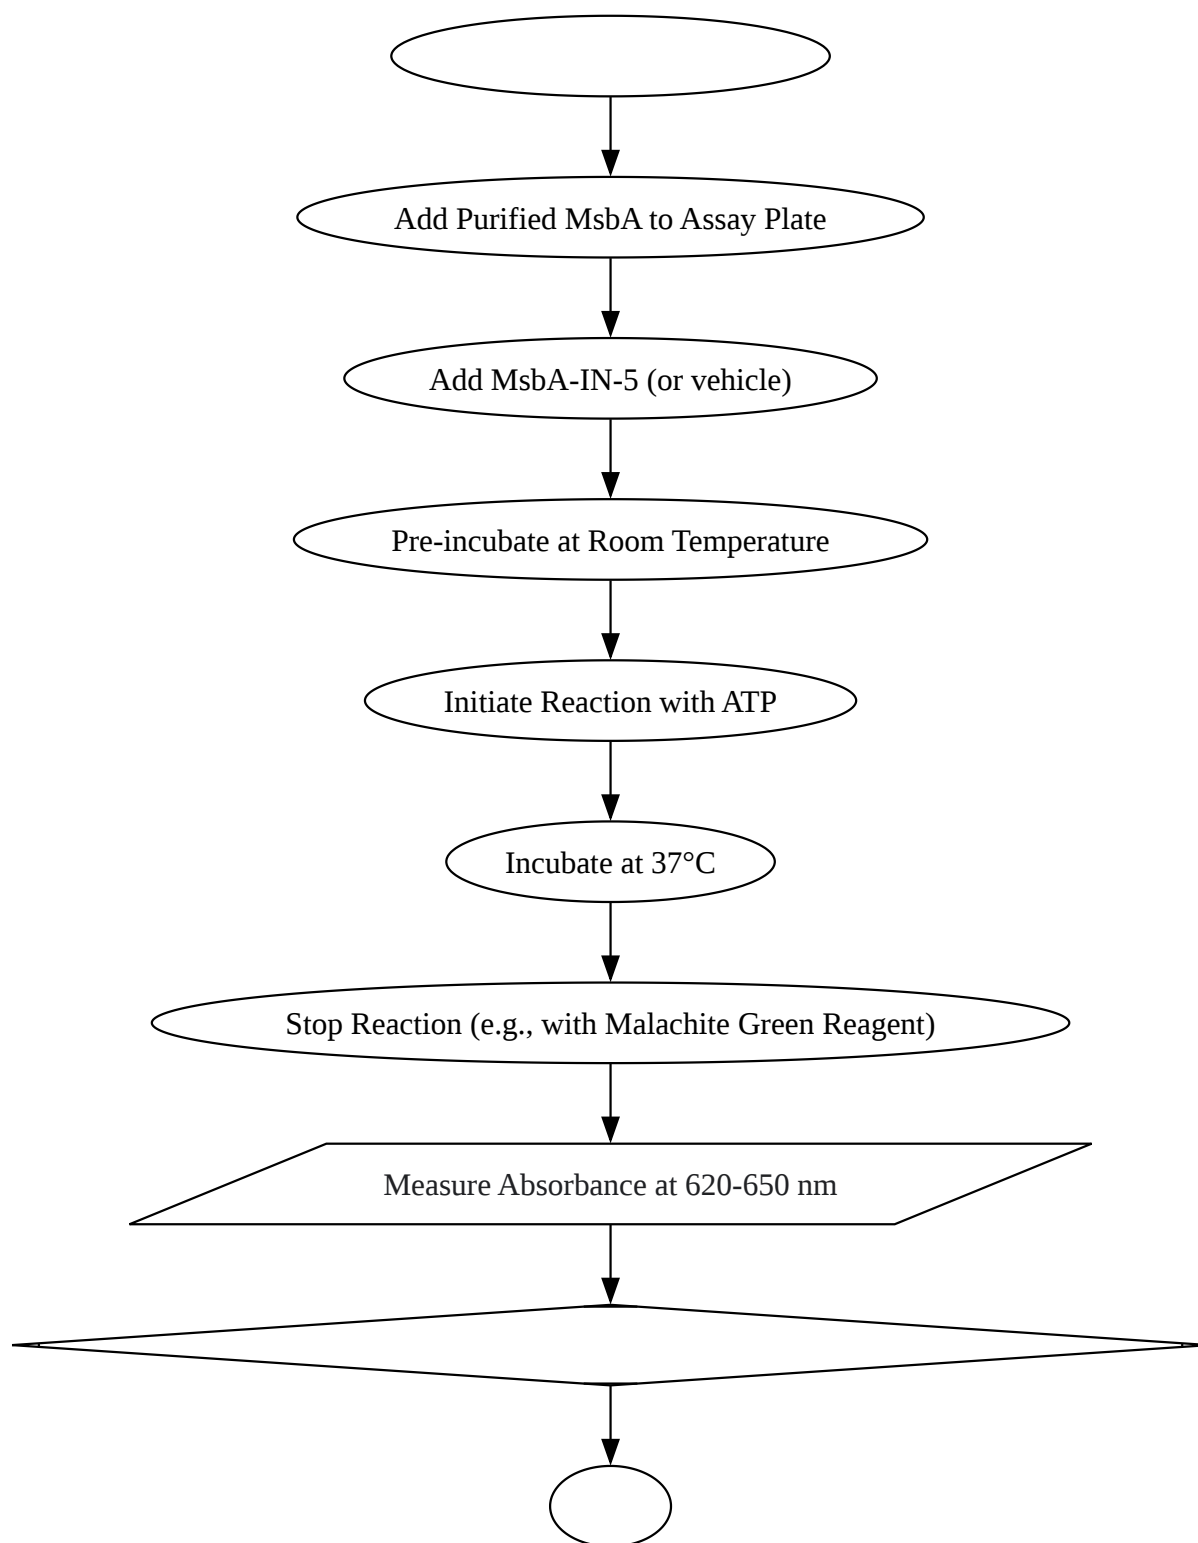 Add Purified MsbA to Assay Plate
Add MsbA-IN-5 (or vehicle)
Pre-incubate at Room Temperature
Initiate Reaction with ATP
Incubate at 37°C
Stop Reaction (e.g., with Malachite Green Reagent)
Measure Absorbance at 620-650 nm